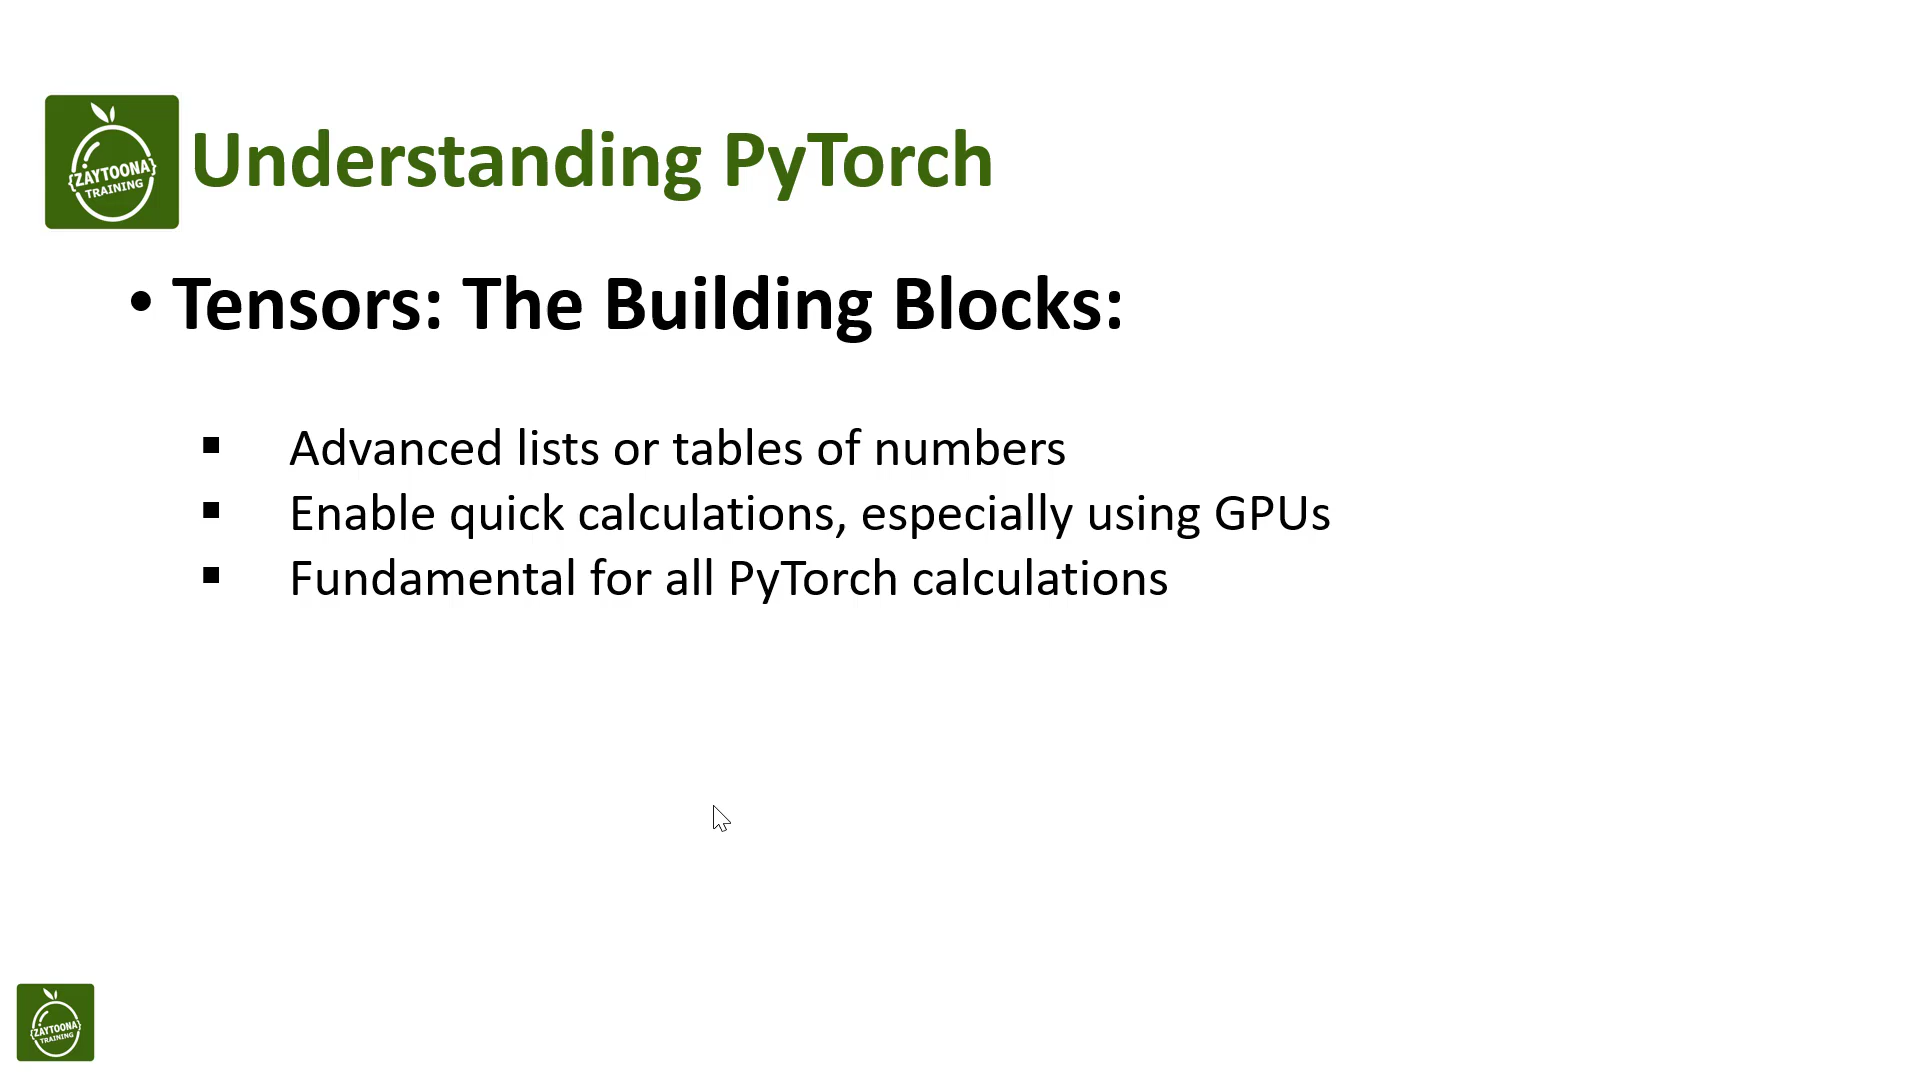 {ZAYTOONA}
TRAINING
Understanding PyTorch
• Tensors: The Building Blocks:
▪ Advanced lists or tables of numbers
▪ Enable quick calculations, especially using GPUs
▪ Fundamental for all PyTorch calculations
{ZAYTOONA}
TRAINING